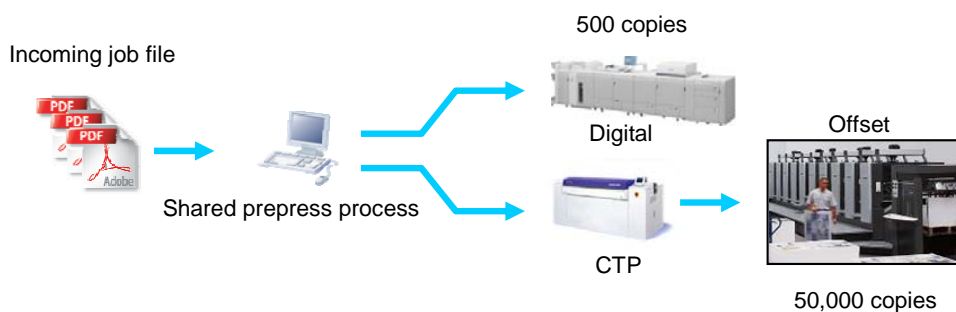 500 copies
Incoming job file
PDF
PDF
PDF
Adobe
Digital
Offset
Shared prepress process
CTP
50,000 copies